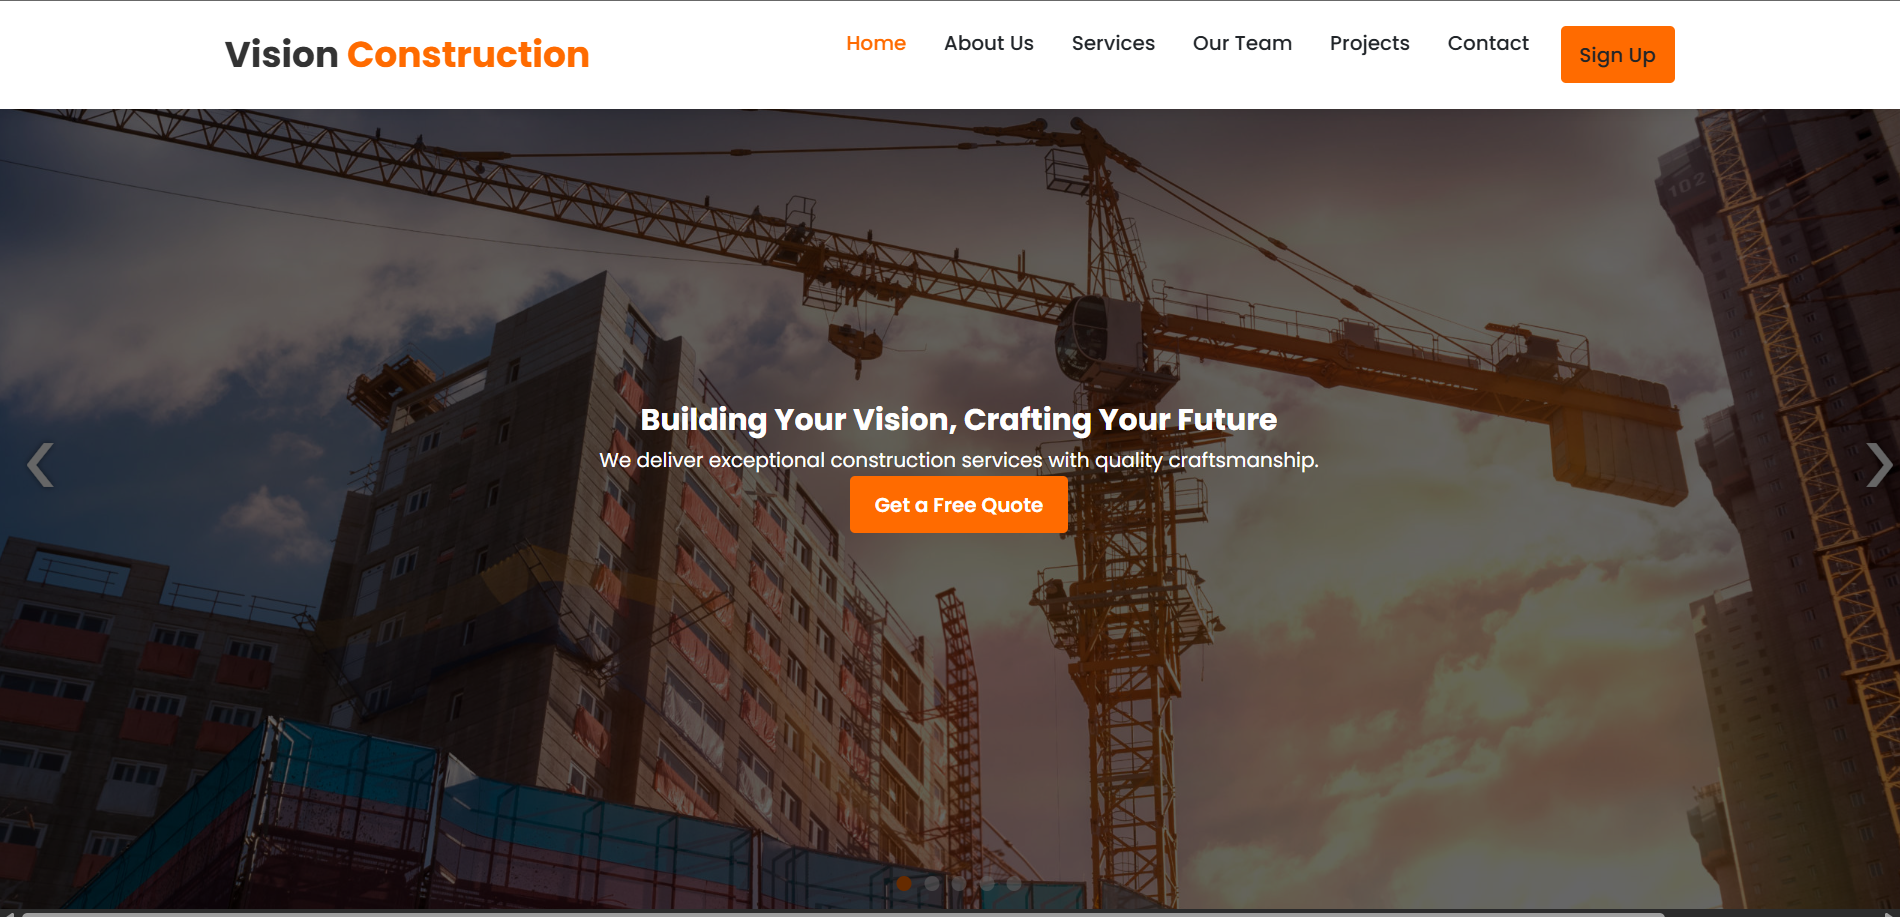 Vision Construction
Home About Us Services Our Team Projects Contact Sign Up
102
Building Your Vision, Crafting Your Future
We deliver exceptional construction services with quality craftsmanship.
Get a Free Quote